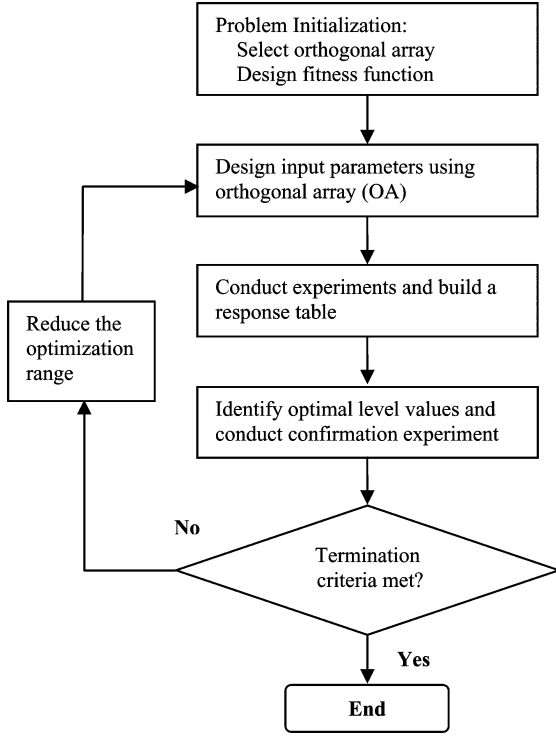 Problem Initialization:
Select orthogonal array
Design fitness function
Design input parameters using
orthogonal array (OA)
Conduct experiments and build a
response table
Reduce the
optimization
range
Identify optimal level values and
conduct confirmation experiment
No
Termination
criteria met?
Yes
End